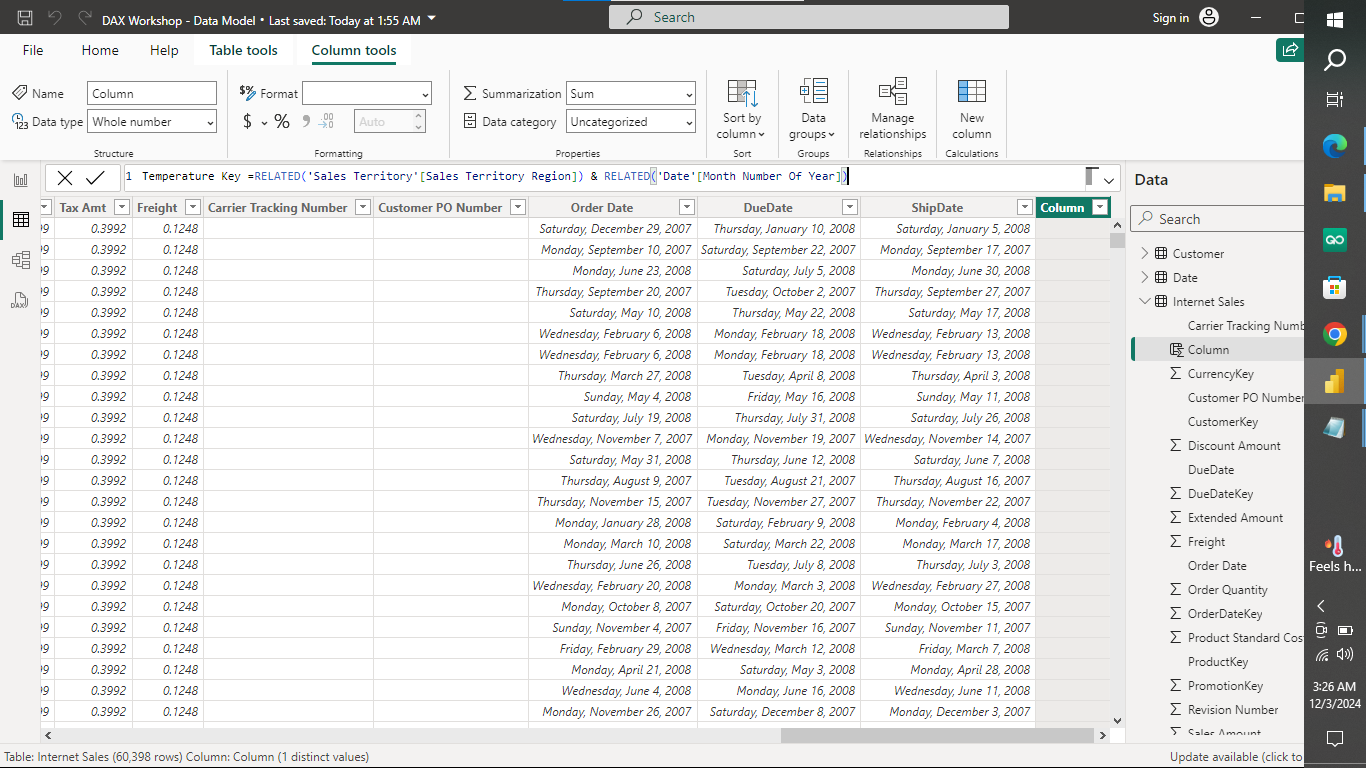 DAX Workshop - Data Model • Last saved: Today at 1:55 AM
Search
Sign in
File
Home
Help
Table tools
Column tools
Name
Column
Data type
Whole number
Structure
Format
$ % 9 .00
Auto
Formatting
Summarization
Sum
Data category
Uncategorized
Properties
Sort by column
Sort
Data groups
Groups
Manage relationships
Relationships
New column
Calculations
1 Temperature Key =RELATED('Sales Territory'[Sales Territory Region]) & RELATED('Date'[Month Number Of Year])
Tax Amt Freight Carrier Tracking Number Customer PO Number Order Date DueDate ShipDate Column
99 0.3992 0.1248 Saturday, December 29, 2007 Thursday, January 10, 2008 Saturday, January 5, 2008
99 0.3992 0.1248 Monday, September 10, 2007 Saturday, September 22, 2007 Monday, September 17, 2007
99 0.3992 0.1248 Monday, June 23, 2008 Saturday, July 5, 2008 Monday, June 30, 2008
99 0.3992 0.1248 Thursday, September 20, 2007 Tuesday, October 2, 2007 Thursday, September 27, 2007
99 0.3992 0.1248 Saturday, May 10, 2008 Thursday, May 22, 2008 Saturday, May 17, 2008
99 0.3992 0.1248 Wednesday, February 6, 2008 Monday, February 18, 2008 Wednesday, February 13, 2008
99 0.3992 0.1248 Wednesday, February 6, 2008 Monday, February 18, 2008 Wednesday, February 13, 2008
99 0.3992 0.1248 Thursday, March 27, 2008 Tuesday, April 8, 2008 Thursday, April 3, 2008
99 0.3992 0.1248 Sunday, May 4, 2008 Friday, May 16, 2008 Sunday, May 11, 2008
99 0.3992 0.1248 Saturday, July 19, 2008 Thursday, July 31, 2008 Saturday, July 26, 2008
99 0.3992 0.1248 Wednesday, November 7, 2007 Monday, November 19, 2007 Wednesday, November 14, 2007
99 0.3992 0.1248 Saturday, May 31, 2008 Thursday, June 12, 2008 Saturday, June 7, 2008
99 0.3992 0.1248 Thursday, August 9, 2007 Tuesday, August 21, 2007 Thursday, August 16, 2007
99 0.3992 0.1248 Thursday, November 15, 2007 Tuesday, November 27, 2007 Thursday, November 22, 2007
99 0.3992 0.1248 Monday, January 28, 2008 Saturday, February 9, 2008 Monday, February 4, 2008
99 0.3992 0.1248 Monday, March 10, 2008 Saturday, March 22, 2008 Monday, March 17, 2008
99 0.3992 0.1248 Thursday, June 26, 2008 Tuesday, July 8, 2008 Thursday, July 3, 2008
99 0.3992 0.1248 Wednesday, February 20, 2008 Monday, March 3, 2008 Wednesday, February 27, 2008
99 0.3992 0.1248 Monday, October 8, 2007 Saturday, October 20, 2007 Monday, October 15, 2007
99 0.3992 0.1248 Sunday, November 4, 2007 Friday, November 16, 2007 Sunday, November 11, 2007
99 0.3992 0.1248 Friday, February 29, 2008 Wednesday, March 12, 2008 Friday, March 7, 2008
99 0.3992 0.1248 Monday, April 21, 2008 Saturday, May 3, 2008 Monday, April 28, 2008
99 0.3992 0.1248 Wednesday, June 4, 2008 Monday, June 16, 2008 Wednesday, June 11, 2008
99 0.3992 0.1248 Monday, November 26, 2007 Saturday, December 8, 2007 Monday, December 3, 2007
Data
Search
Customer
Date
Internet Sales
Carrier Tracking Numb
Column
CurrencyKey
Customer PO Number
CustomerKey
Discount Amount
DueDate
DueDateKey
Extended Amount
Freight
Order Date
Order Quantity
OrderDateKey
Product Standard Cos
ProductKey
PromotionKey
Revision Number
Sales Amount
Table: Internet Sales (60,398 rows) Column: Column (1 distinct values)
Update available (click to
Feels h...
3:26 AM
12/3/2024